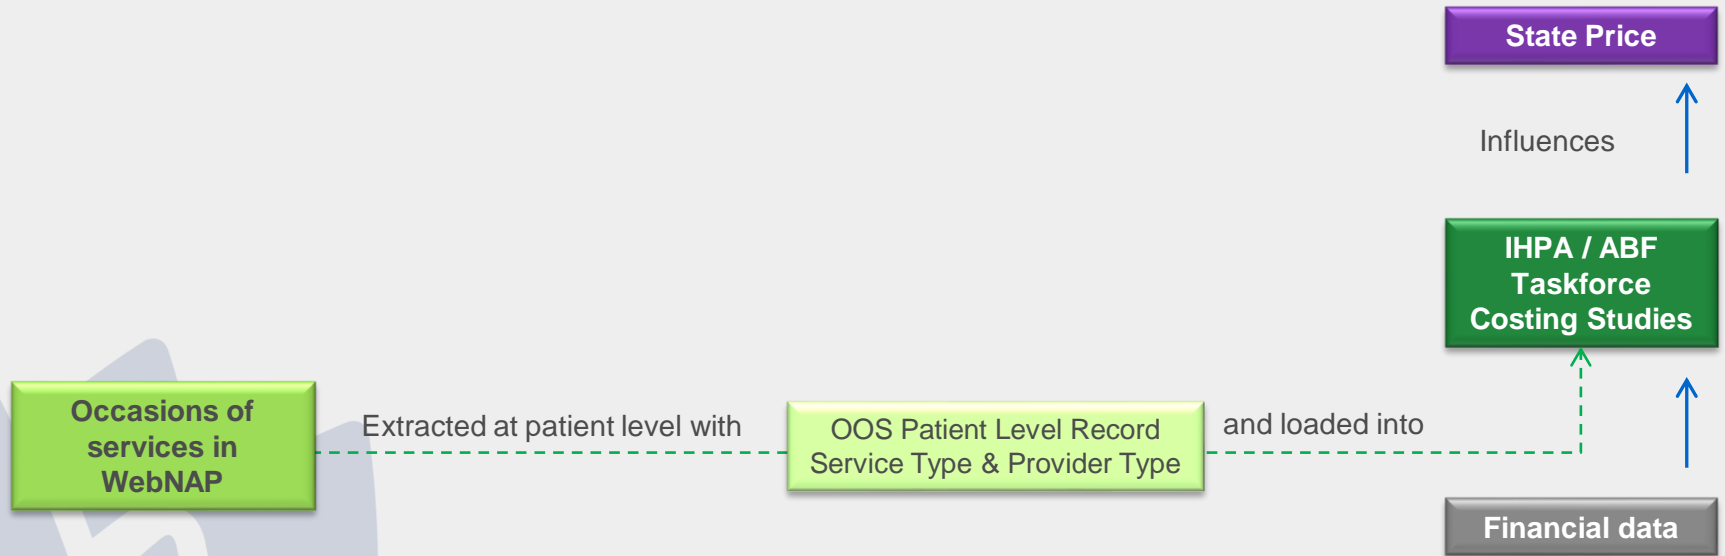 State Price
Influences
IHPA / ABF
Taskforce
Costing Studies
Occasions of
services in
WebNAP
Extracted at patient level with
OOS Patient Level Record
Service Type & Provider Type
and loaded into
Financial data